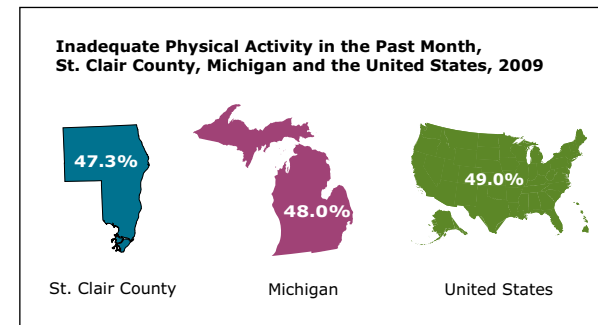 Inadequate Physical Activity in the Past Month,
St. Clair County, Michigan and the United States, 2009
47.3%
48.0%
49.0%
St. Clair County
Michigan
United States